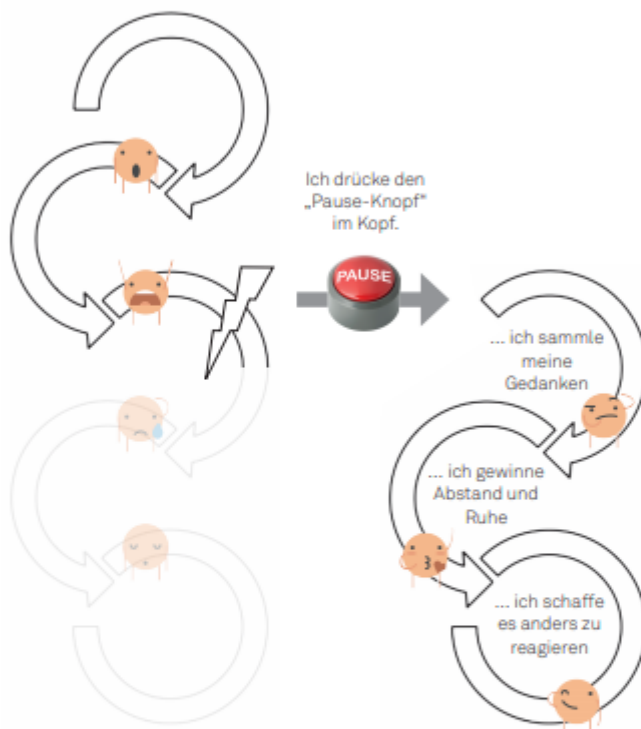 Ich drücke den
„Pause-Knopf“
im Kopf.
PAUSE
... ich sammle
meine
Gedanken
... ich gewinne
Abstand und
Ruhe
... ich schaffe
es anders zu
reagieren